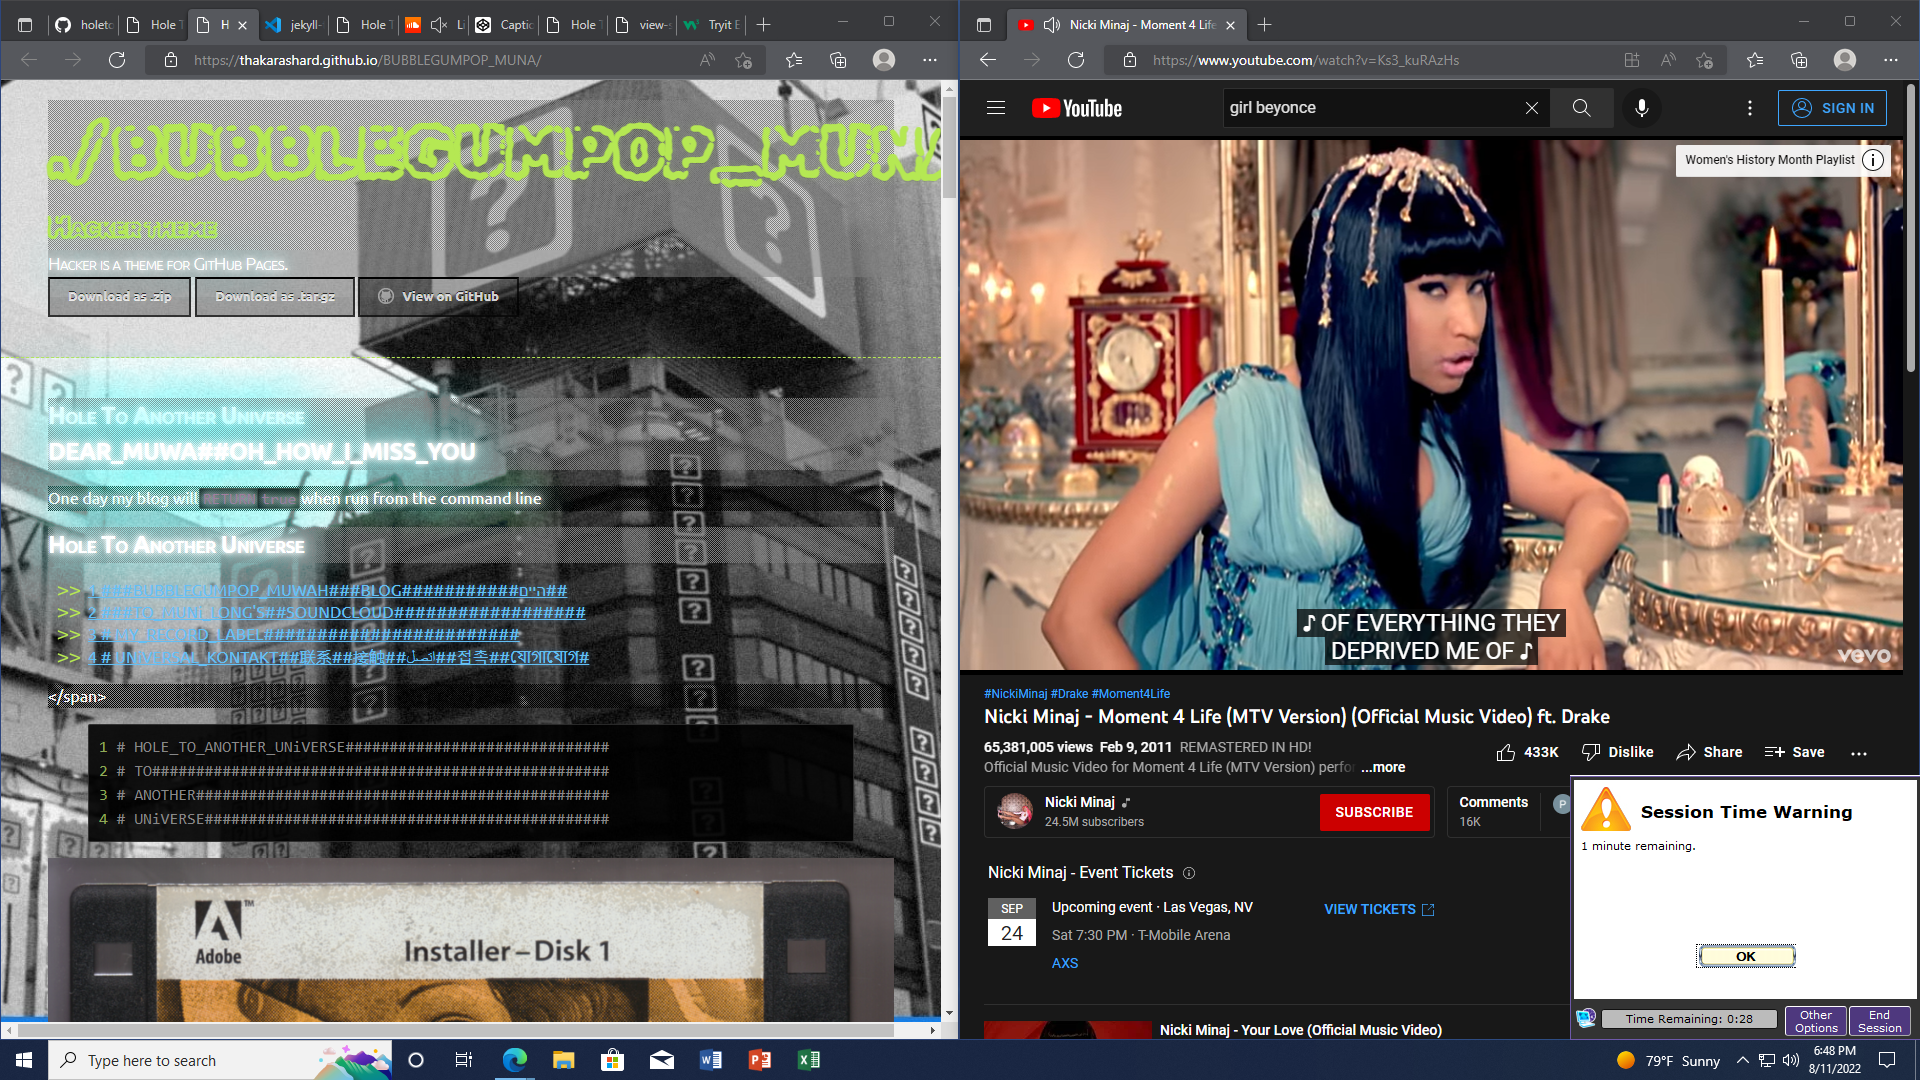 holeto
Hole T
H
jekyll-
Hole T
Li
Captic
Hole T
view-s
Tryit E
https://thakarashard.github.io/BUBBLEGUMPOP_MUNA/
./BUBBLEGUMPOP_MUN
Hacker theme
Hacker is a theme for GitHub Pages.
Download as .zip
Download as .tar.gz
View on GitHub
Hole To Another Universe
DEAR_MUWA##OH_HOW_I_MISS_YOU
One day my blog will RETURN true when run from the command line
Hole To Another Universe
>> 1 ###BUBBLEGUMPOP_MUWAH###BLOG###########היים##
>> 2 ###TO_MUNI_LONG'S##SOUNDCLOUD##################
>> 3 # MY_RECORD_LABEL########################
>> 4 # UNIVERSAL_KONTAKT##联系##接触##اتصل##접촉##যোগাযোগ#
</span>
1 # HOLE_TO_ANOTHER_UNiVERSE##############################
2 # TO####################################################
3 # ANOTHER###############################################
4 # UNiVERSE##############################################
Adobe™
Installer–Disk 1
Type here to search
Nicki Minaj - Moment 4 Life
https://www.youtube.com/watch?v=Ks3_kuRAzHs
YouTube
girl beyonce
SIGN IN
Women's History Month Playlist
♪ OF EVERYTHING THEY
DEPRIVED ME OF ♪
vevo
#NickiMinaj #Drake #Moment4Life
Nicki Minaj - Moment 4 Life (MTV Version) (Official Music Video) ft. Drake
65,381,005 views Feb 9, 2011 REMASTERED IN HD!
Official Music Video for Moment 4 Life (MTV Version) perfo ...more
433K
Dislike
Share
Save
Nicki Minaj
24.5M subscribers
SUBSCRIBE
Comments
16K
P
Nicki Minaj - Event Tickets
SEP
24
Upcoming event · Las Vegas, NV
Sat 7:30 PM · T-Mobile Arena
AXS
VIEW TICKETS
Nicki Minaj - Your Love (Official Music Video)
Session Time Warning
1 minute remaining.
OK
Time Remaining: 0:28
Other
Options
End
Session
79°F Sunny
6:48 PM
8/11/2022